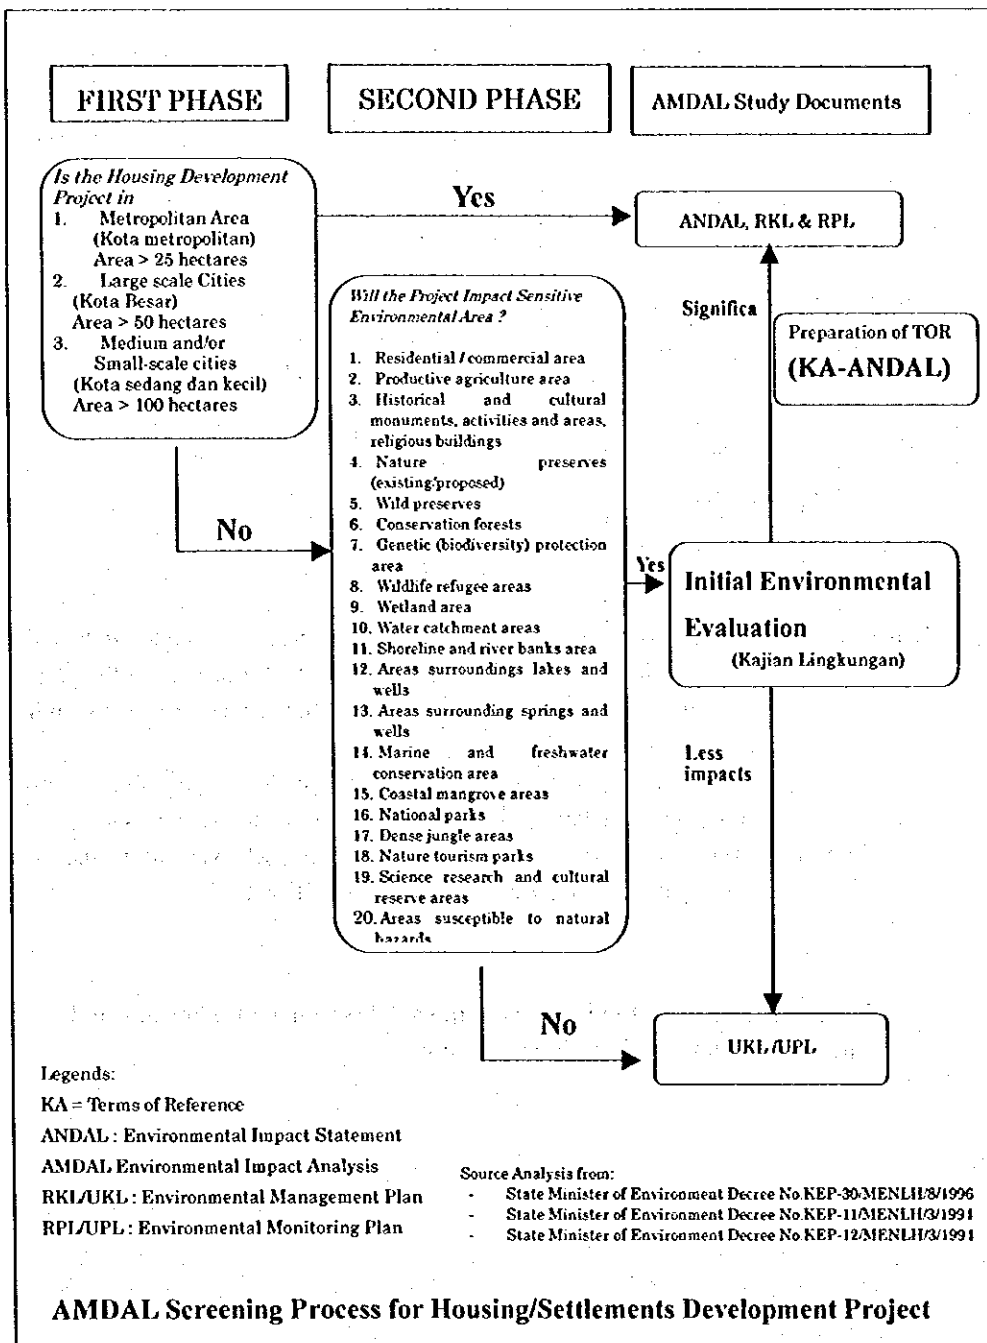 FIRST PHASE
SECOND PHASE
AMDAL Study Documents
Is the Housing Development
Project in
1. Metropolitan Area
(Kota metropolitan)
Area > 25 hectares
2. Large scale Cities
(Kota Besar)
Area > 50 hectares
3. Medium and/or
Small-scale cities
(Kota sedang dan kecil)
Area > 100 hectares
Yes
ANDAL, RKL & RPL
No
Will the Project Impact Sensitive
Environmental Area ?
1. Residential / commercial area
2. Productive agriculture area
3. Historical and cultural
monuments, activities and areas,
religious buildings
4. Nature preserves
(existing/proposed)
5. Wild preserves
6. Conservation forests
7. Genetic (biodiversity) protection
area
8. Wildlife refugee areas
9. Wetland area
10. Water catchment areas
11. Shoreline and river banks area
12. Areas surroundings lakes and
wells
13. Areas surrounding springs and
wells
14. Marine and freshwater
conservation area
15. Coastal mangrove areas
16. National parks
17. Dense jungle areas
18. Nature tourism parks
19. Science research and cultural
reserve areas
20. Areas susceptible to natural
hazards
Significa
Preparation of TOR
(KA-ANDAL)
Yes
Initial Environmental
Evaluation
(Kajian Lingkungan)
Less
impacts
No
UKL/UPL
Legends:
KA = Terms of Reference
ANDAL : Environmental Impact Statement
AMDAL Environmental Impact Analysis
RKL/UKL : Environmental Management Plan
RPL/UPL : Environmental Monitoring Plan
Source Analysis from:
- State Minister of Environment Decree No.KEP-30/MENLH/8/1996
- State Minister of Environment Decree No.KEP-11/MENLH/3/1994
- State Minister of Environment Decree No.KEP-12/MENLH/3/1994
AMDAL Screening Process for Housing/Settlements Development Project